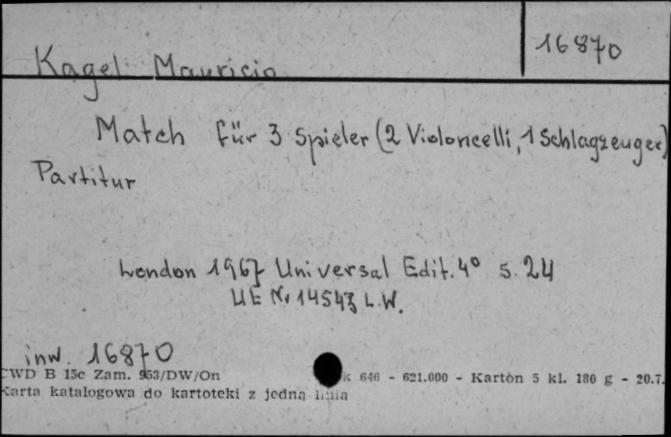 16870
Kagel Mauricio
Match für 3 Spieler (2 Violoncelli, 1 Schlagzeuger)
Partitur
London 1967 Universal Edit. 4° s. 24
UE Nr 14543 L.W.
inw. 16870
CWD B 15c Zam. 953/DW/On k 646 - 621.000 - Karton 5 kl. 180 g - 20.7.
Karta katalogowa do kartoteki z jedną linią